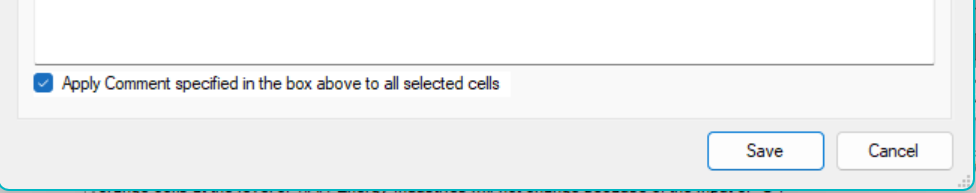 Apply Comment specified in the box above to all selected cells
Save
Cancel